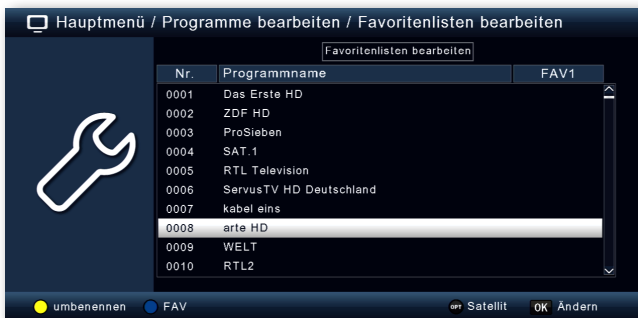 Hauptmenü / Programme bearbeiten / Favoritenlisten bearbeiten
Favoritenlisten bearbeiten
Nr. Programmname FAV1
0001 Das Erste HD
0002 ZDF HD
0003 ProSieben
0004 SAT.1
0005 RTL Television
0006 ServusTV HD Deutschland
0007 kabel eins
0008 arte HD
0009 WELT
0010 RTL2
umbenennen FAV OPT Satellit OK Ändern